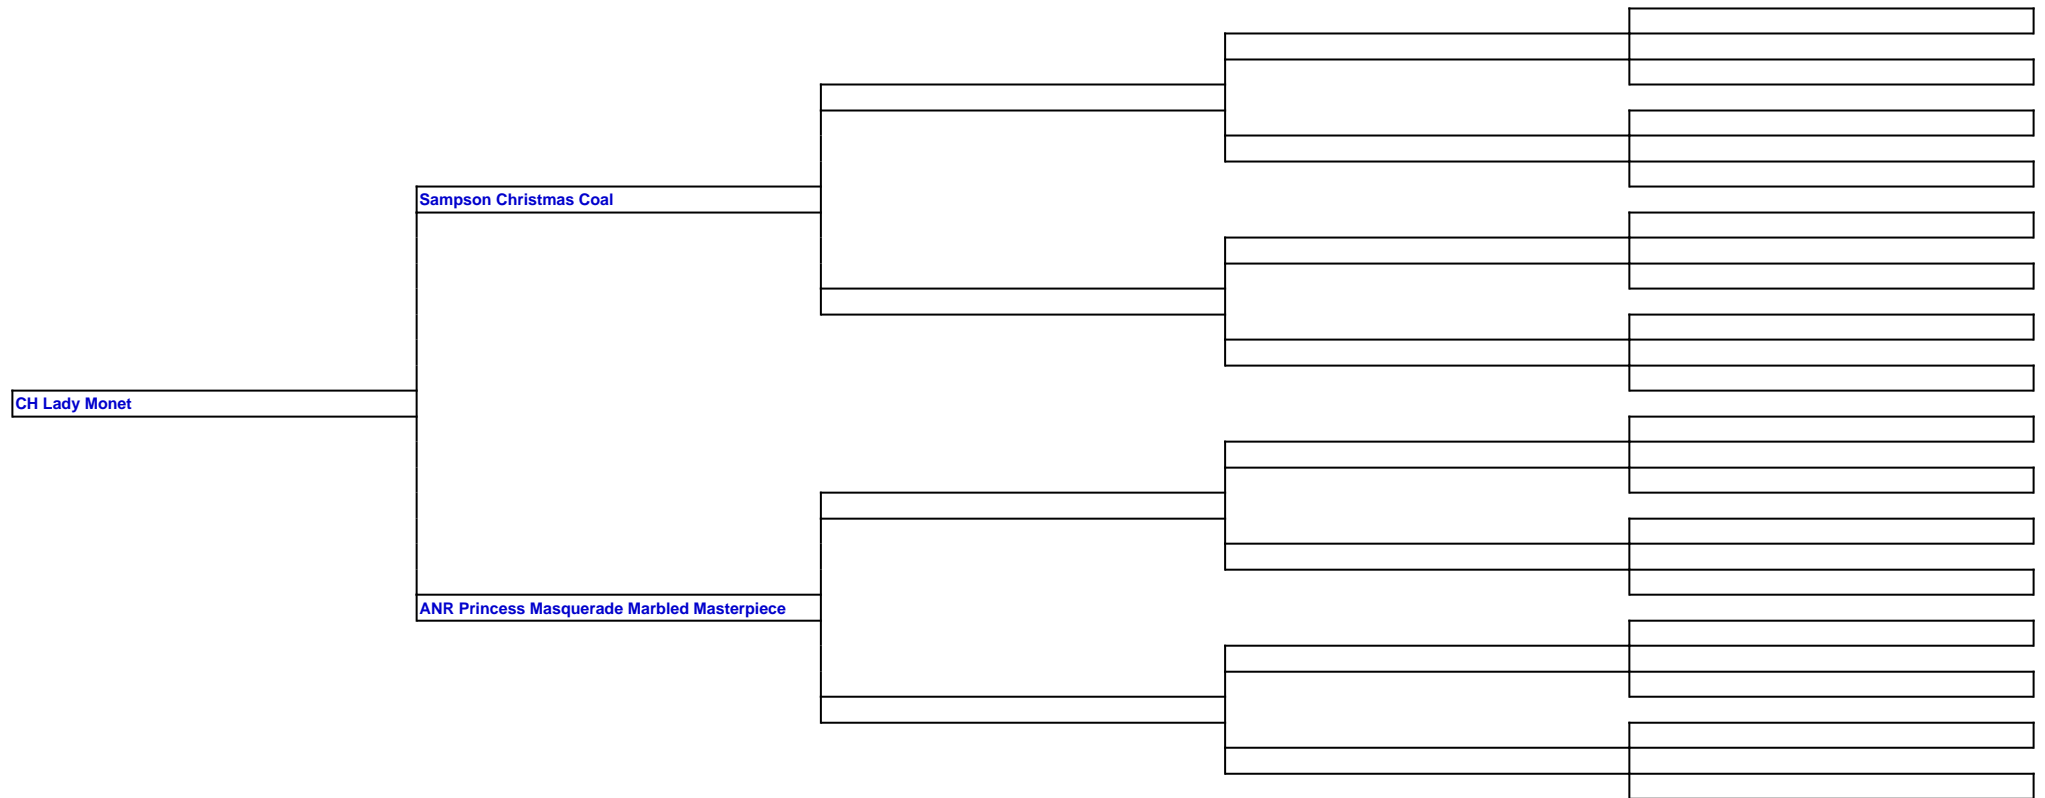 Sampson Christmas Coal
CH Lady Monet
ANR Princess Masquerade Marbled Masterpiece